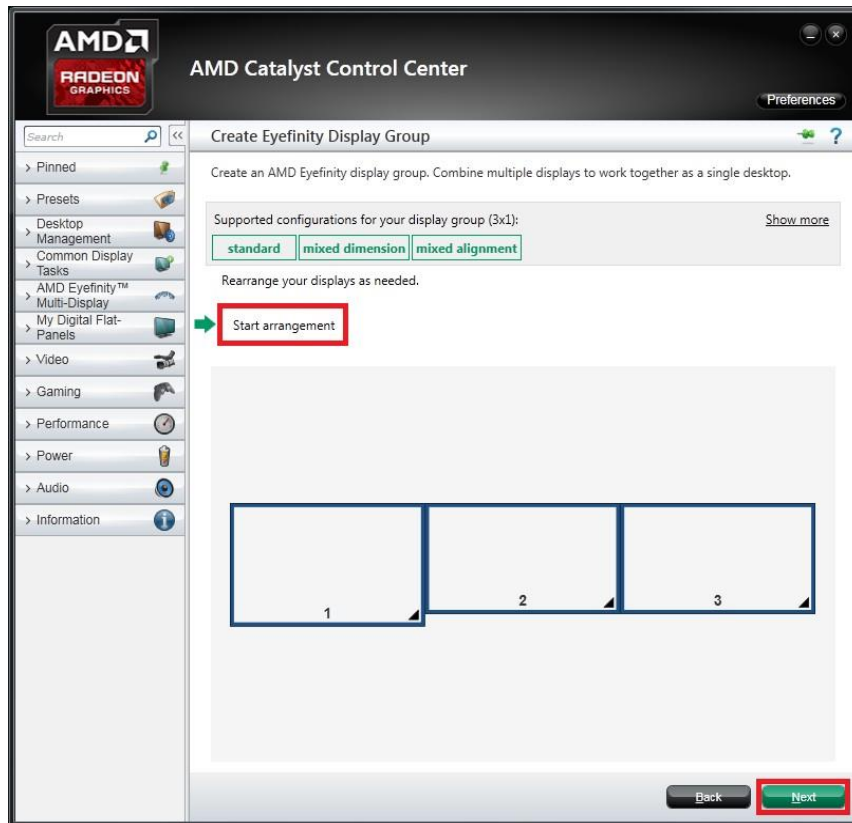 AMD
RADEON
GRAPHICS
AMD Catalyst Control Center
Preferences
Search
Create Eyefinity Display Group
?
> Pinned
> Presets
> Desktop
Management
> Common Display
Tasks
> AMD Eyefinity™
Multi-Display
> My Digital Flat-
Panels
> Video
> Gaming
> Performance
> Power
> Audio
> Information
Create an AMD Eyefinity display group. Combine multiple displays to work together as a single desktop.
Supported configurations for your display group (3x1): Show more
standard mixed dimension mixed alignment
Rearrange your displays as needed.
Start arrangement
1 2 3
Back Next